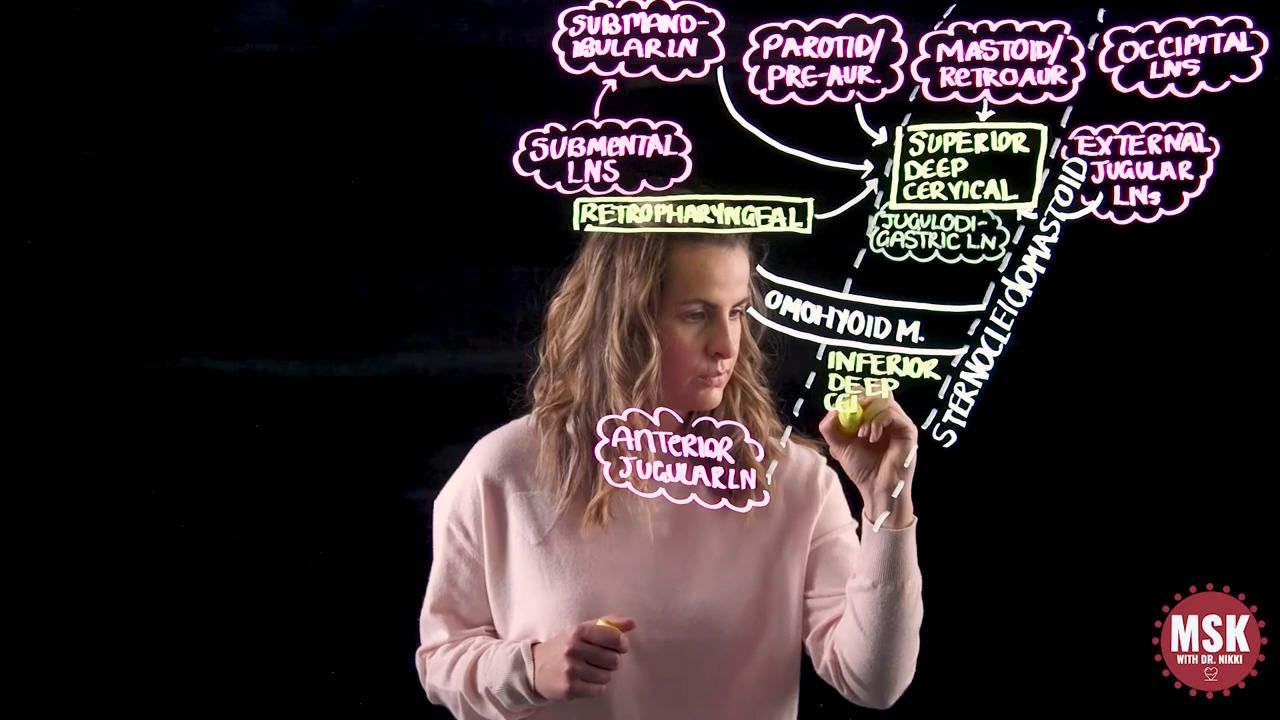 SUBMAND-
IBULAR LN
PAROTID/
PRE-AUR.
MASTOID/
RETROAUR
OCCIPITAL
LNS
SUBMENTAL
LNS
SUPERIOR
DEEP
CERVICAL
EXTERNAL
JUGULAR
LNs
RETROPHARYNGEAL
JUGULODI-
GASTRIC LN
STERNOCLEIDOMASTOID
OMOHYOID M.
INFERIOR
DEEP
ANTERIOR
JUGULAR LN
MSK
WITH DR. NIKKI